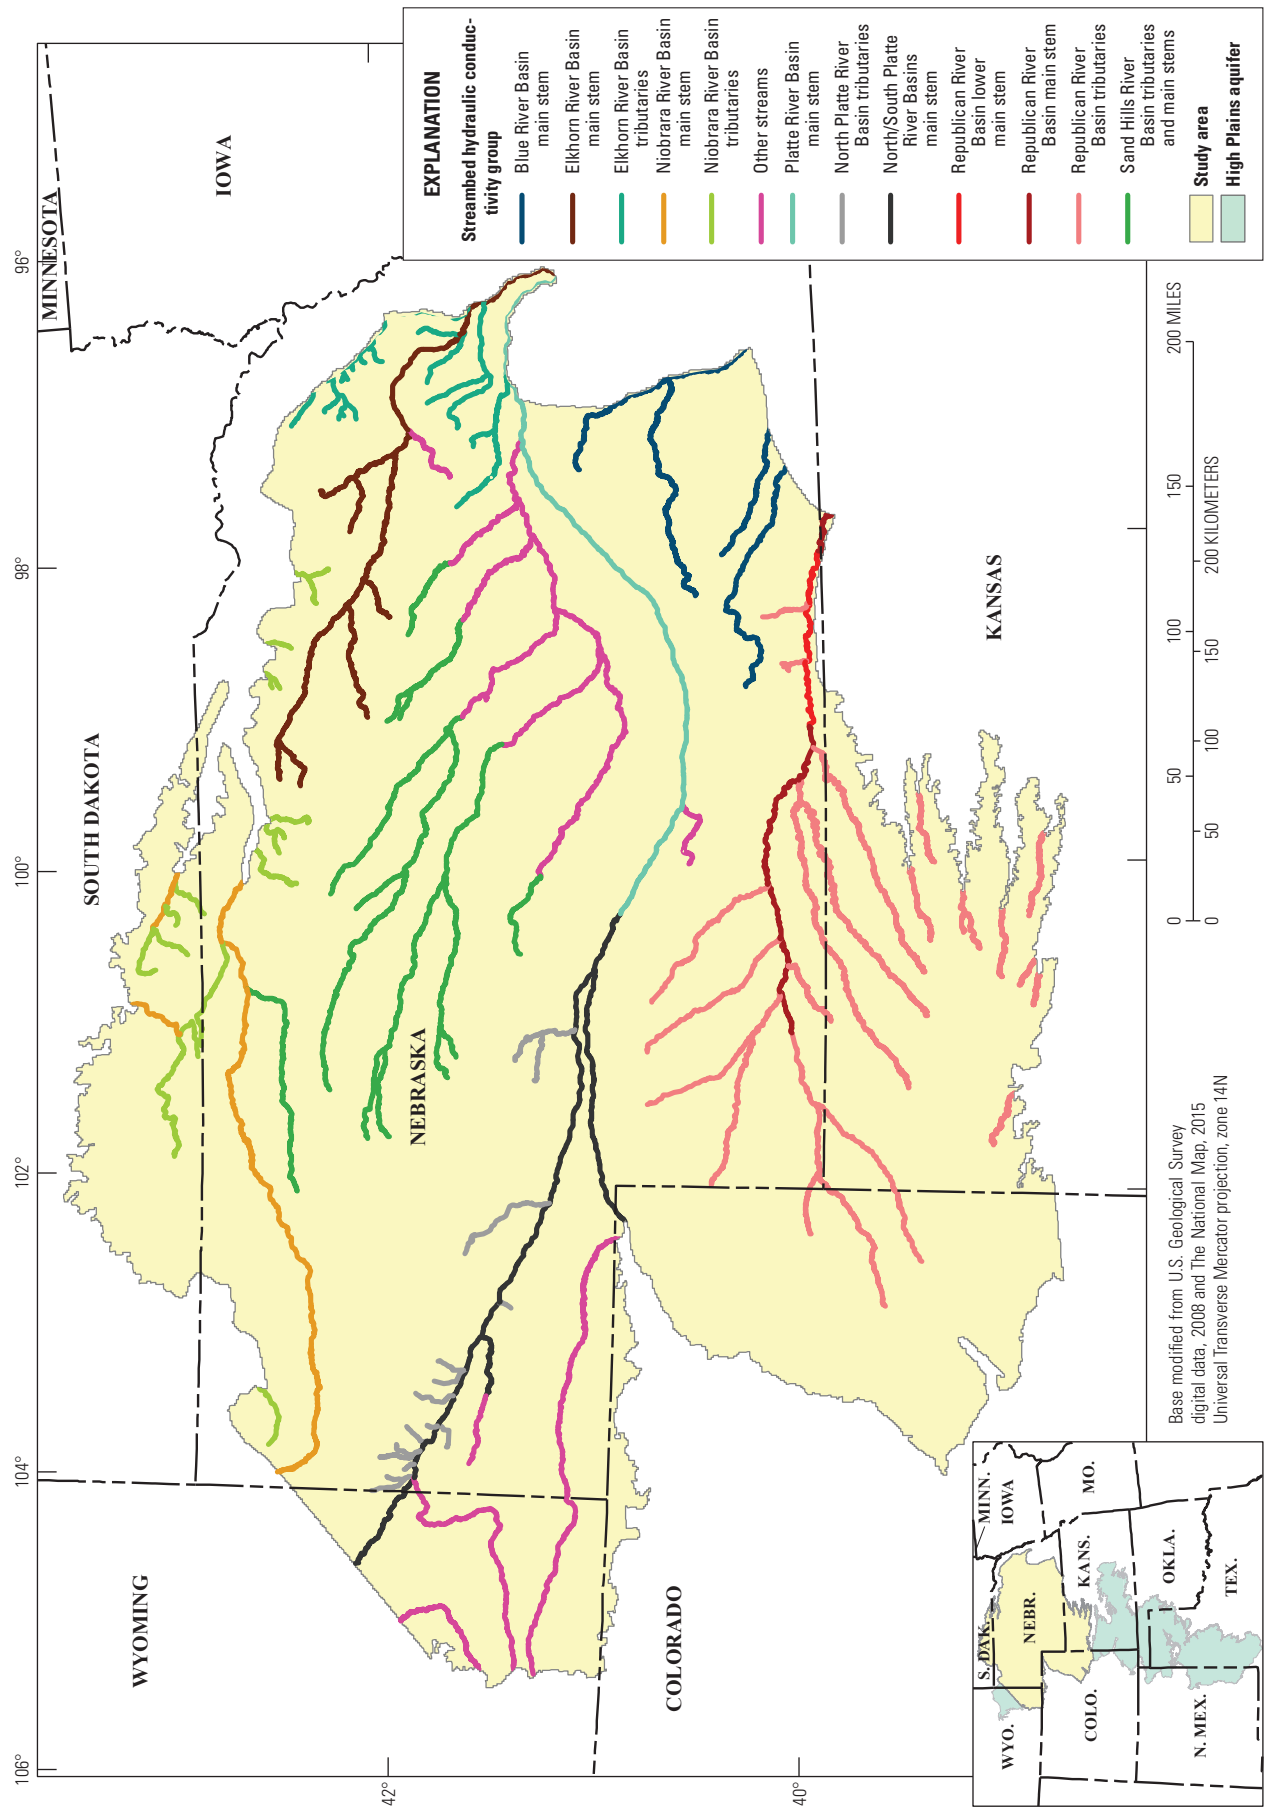 106°
104°
102°
100°
98°
96°
42°
40°
WYOMING
SOUTH DAKOTA
MINNESOTA
IOWA
NEBRASKA
COLORADO
KANSAS
EXPLANATION
Streambed hydraulic conduc-
tivity group
Blue River Basin
main stem
Elkhorn River Basin
main stem
Elkhorn River Basin
tributaries
Niobrara River Basin
main stem
Niobrara River Basin
tributaries
Other streams
Platte River Basin
main stem
North Platte River
Basin tributaries
North/South Platte
River Basins
main stem
Republican River
Basin lower
main stem
Republican River
Basin main stem
Republican River
Basin tributaries
Sand Hills River
Basin tributaries
and main stems
Study area
High Plains aquifer
Base modified from U.S. Geological Survey
digital data, 2008 and The National Map, 2015
Universal Transverse Mercator projection, zone 14N
0 50 100 150 200 MILES
0 50 100 150 200 KILOMETERS
S. DAK.
MINN.
IOWA
WYO.
NEBR.
COLO.
KANS.
MO.
N. MEX.
OKLA.
TEX.